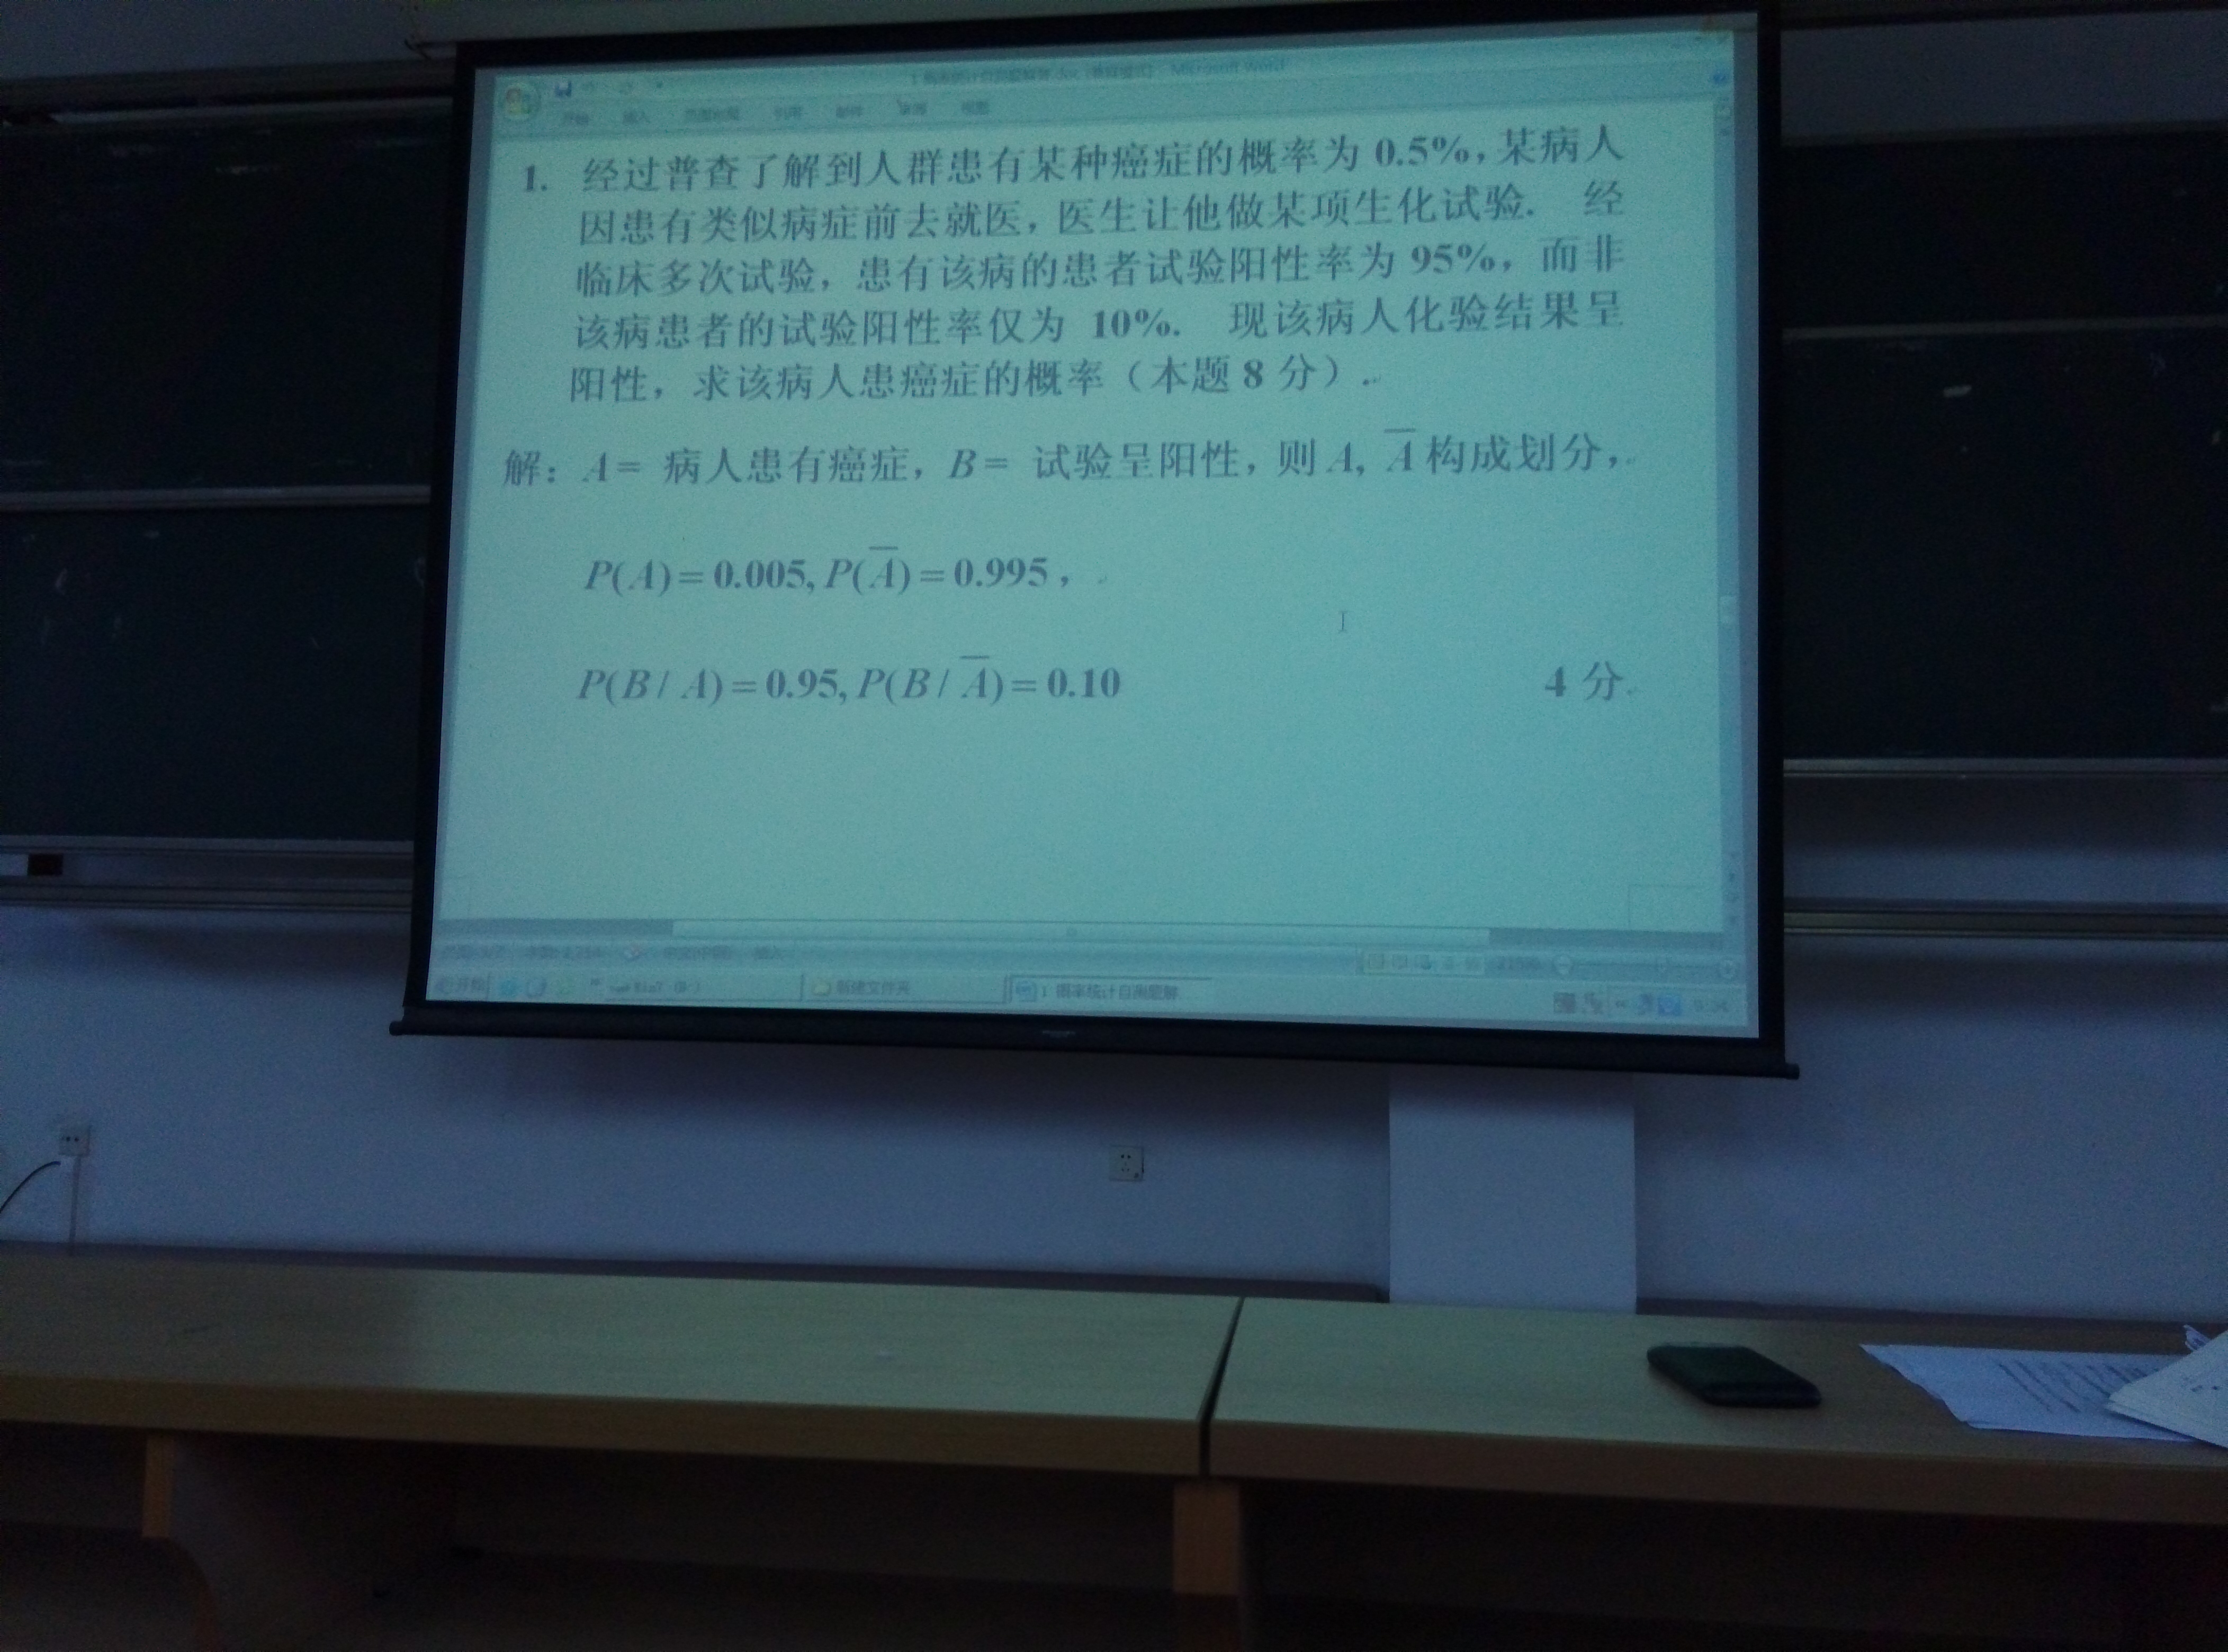 Microsoft Word
开始 插入 页面布局 引用 邮件 审阅 视图
1. 经过普查了解到人群患有某种癌症的概率为 0.5%, 某病人
因患有类似病症前去就医, 医生让他做某项生化试验. 经
临床多次试验, 患有该病的患者试验阳性率为 95%, 而非
该病患者的试验阳性率仅为 10%. 现该病人化验结果呈
阳性, 求该病人患癌症的概率（本题 8 分）.
解: A = 病人患有癌症, B = 试验呈阳性, 则 A, A̅ 构成划分,
P(A) = 0.005, P(A̅) = 0.995 ,
P(B / A) = 0.95, P(B / A̅) = 0.10 4 分
开始 新建文件夹 1 概率统计自测题解